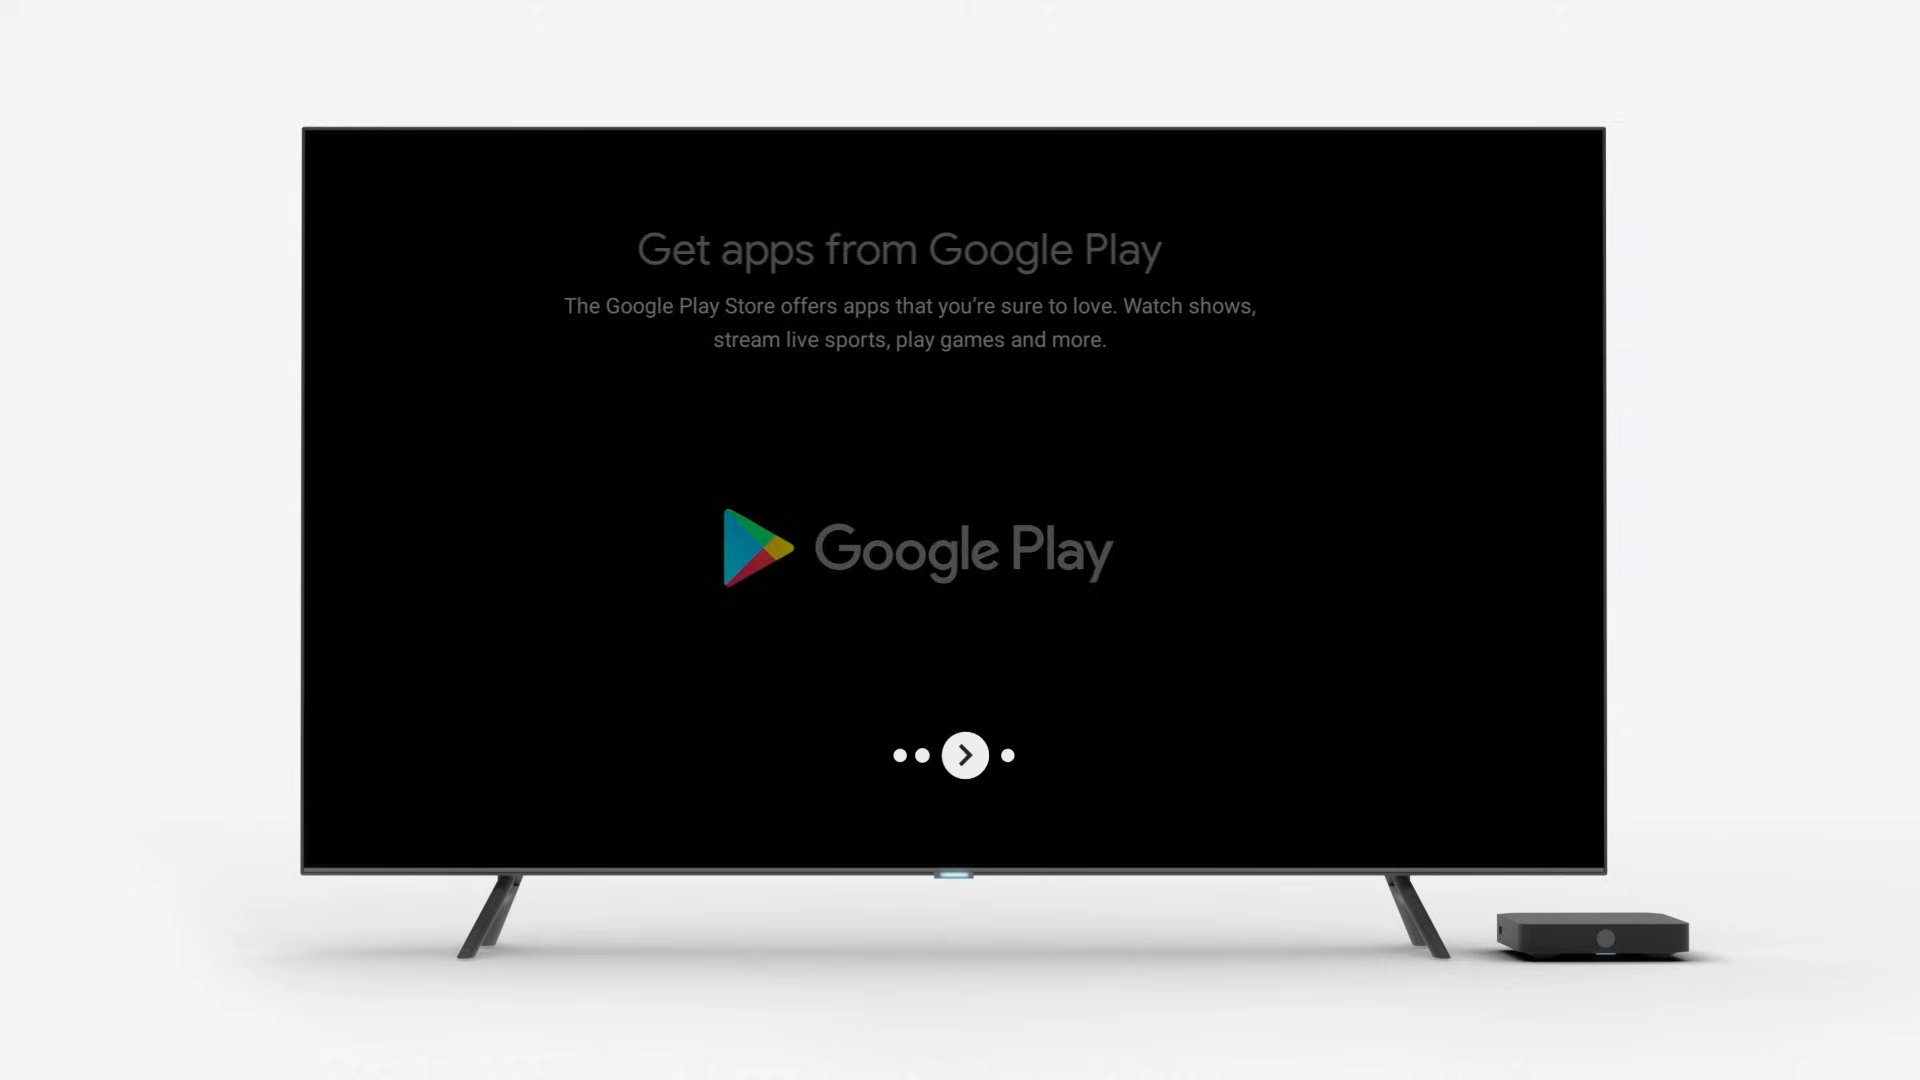 Get apps from Google Play
The Google Play Store offers apps that you’re sure to love. Watch shows,
stream live sports, play games and more.
Google Play